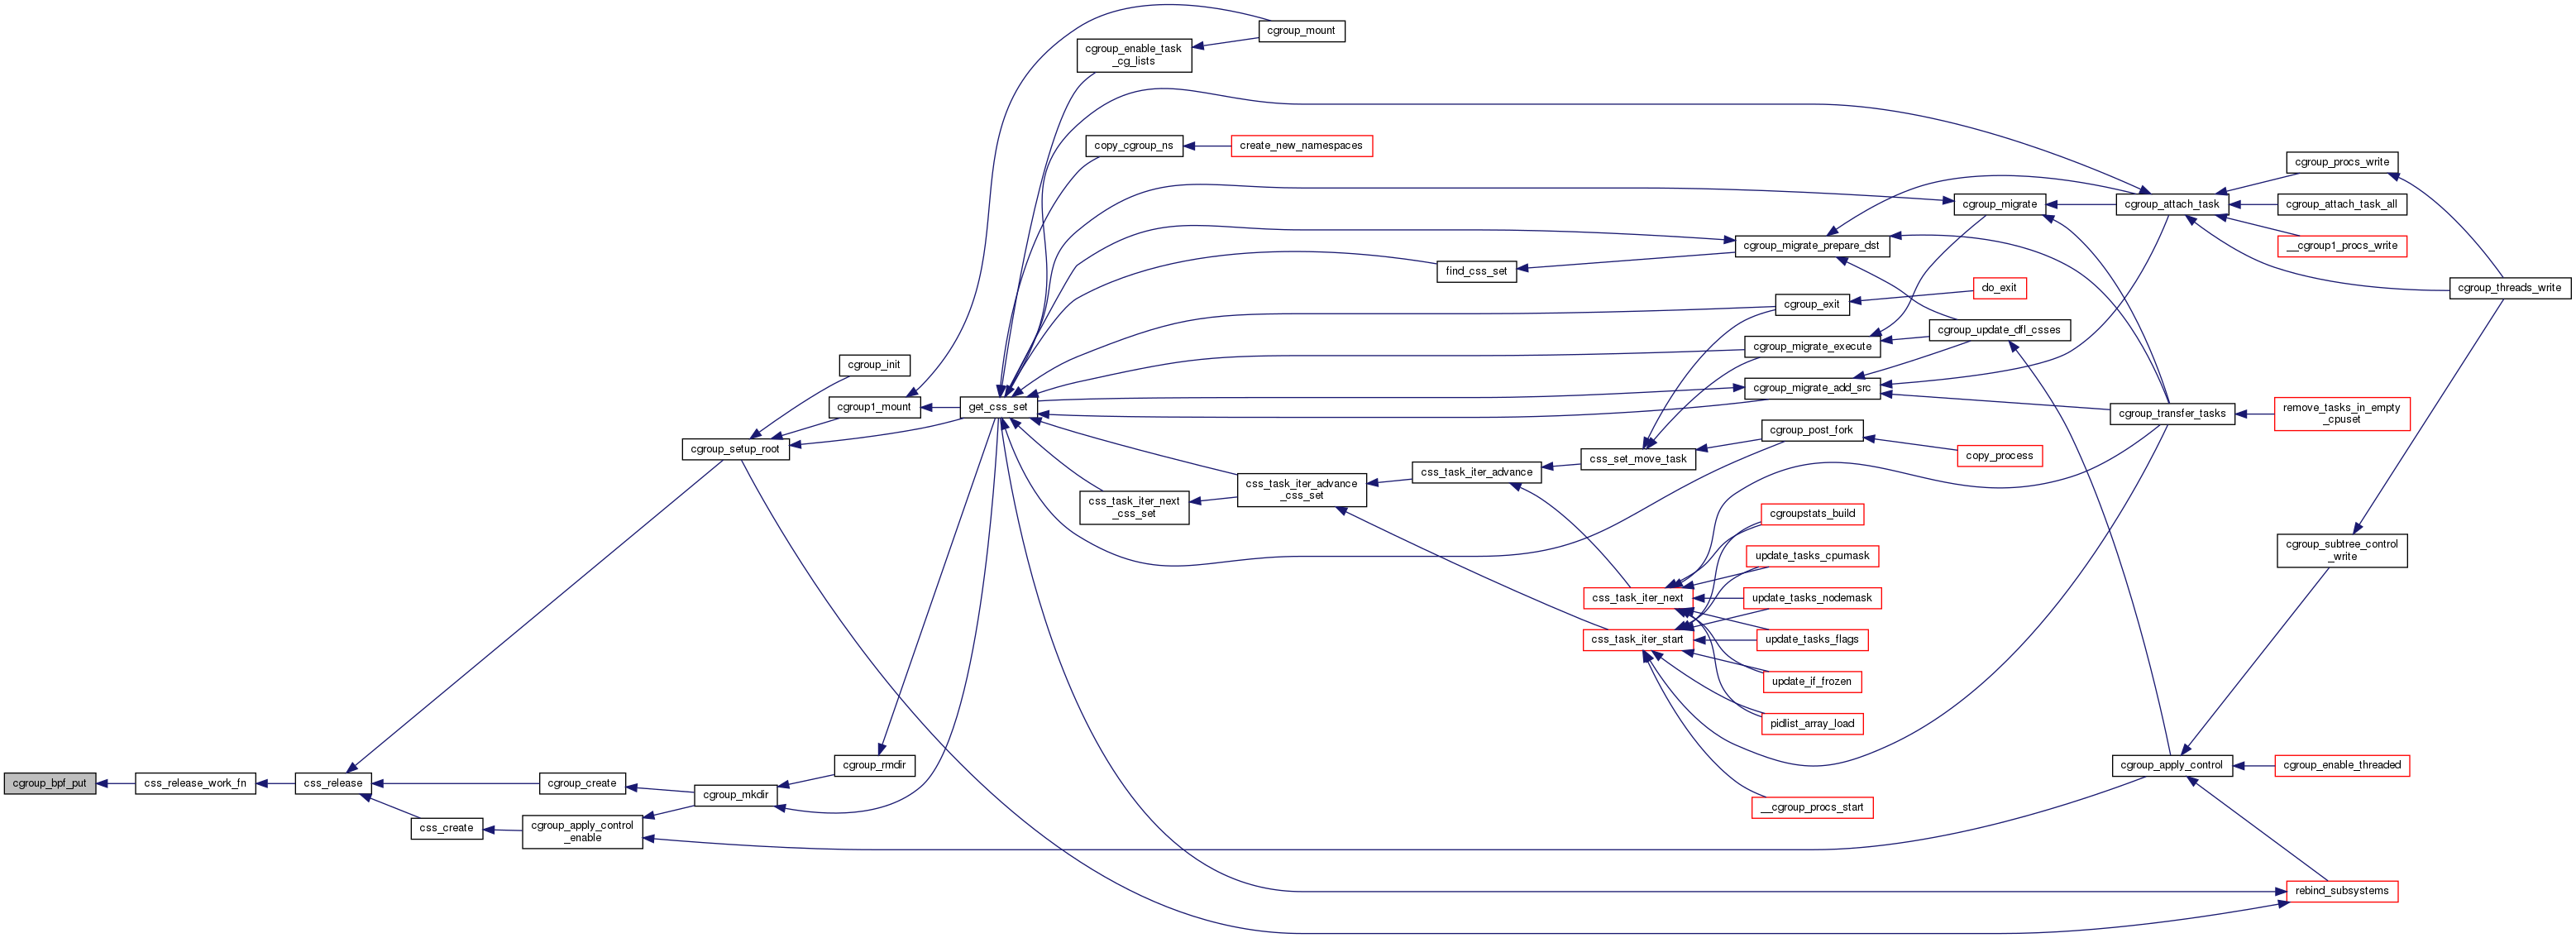 cgroup_mount
cgroup_enable_task
_cg_lists
copy_cgroup_ns
create_new_namespaces
cgroup_procs_write
cgroup_migrate
cgroup_attach_task
cgroup_attach_task_all
cgroup_migrate_prepare_dst
__cgroup1_procs_write
find_css_set
do_exit
cgroup_threads_write
cgroup_exit
cgroup_update_dfl_csses
cgroup_init
cgroup_migrate_execute
cgroup_migrate_add_src
cgroup1_mount
get_css_set
cgroup_transfer_tasks
remove_tasks_in_empty
_cpuset
cgroup_post_fork
cgroup_setup_root
css_set_move_task
copy_process
css_task_iter_advance
css_task_iter_advance
_css_set
css_task_iter_next
_css_set
cgroupstats_build
cgroup_subtree_control
_write
update_tasks_cpumask
css_task_iter_next
update_tasks_nodemask
css_task_iter_start
update_tasks_flags
update_if_frozen
pidlist_array_load
cgroup_rmdir
cgroup_apply_control
cgroup_enable_threaded
cgroup_bpf_put
css_release_work_fn
css_release
cgroup_create
cgroup_mkdir
__cgroup_procs_start
css_create
cgroup_apply_control
_enable
rebind_subsystems